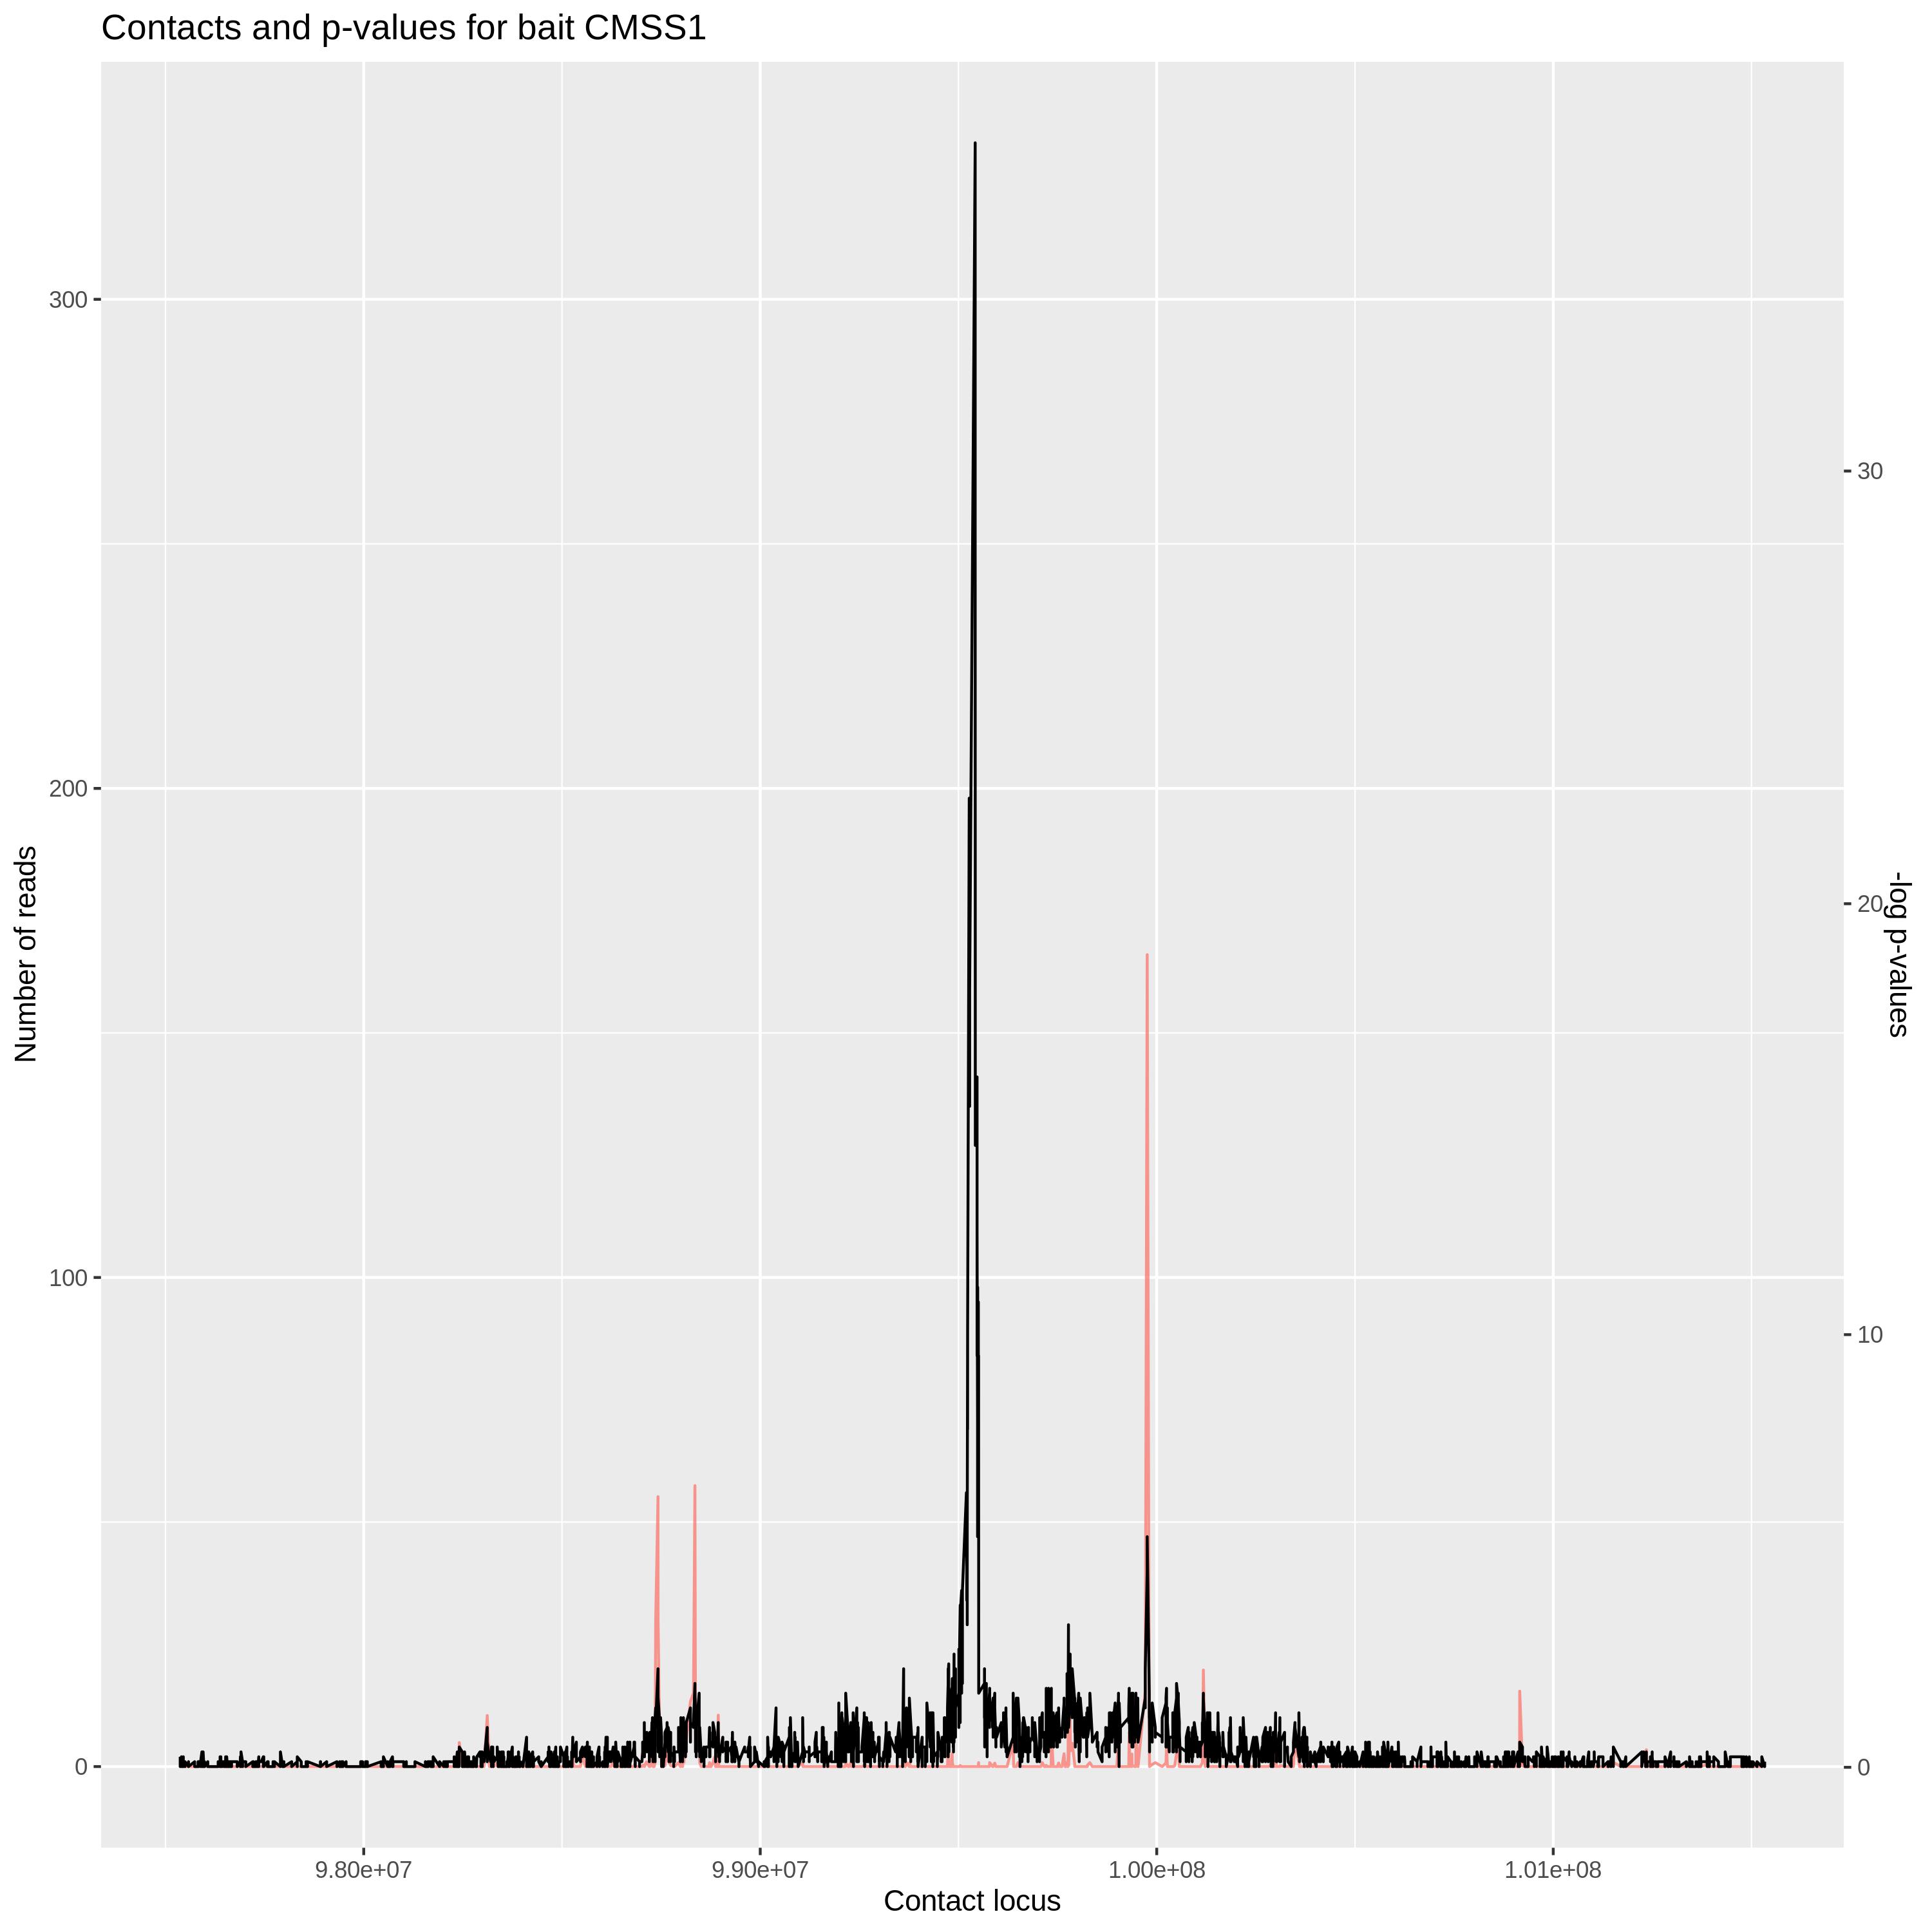 Contacts and p-values for bait CMSS1
Number of reads
300
200
100
0
30
20
10
0
-log p-values
9.80e+07
9.90e+07
1.00e+08
1.01e+08
Contact locus